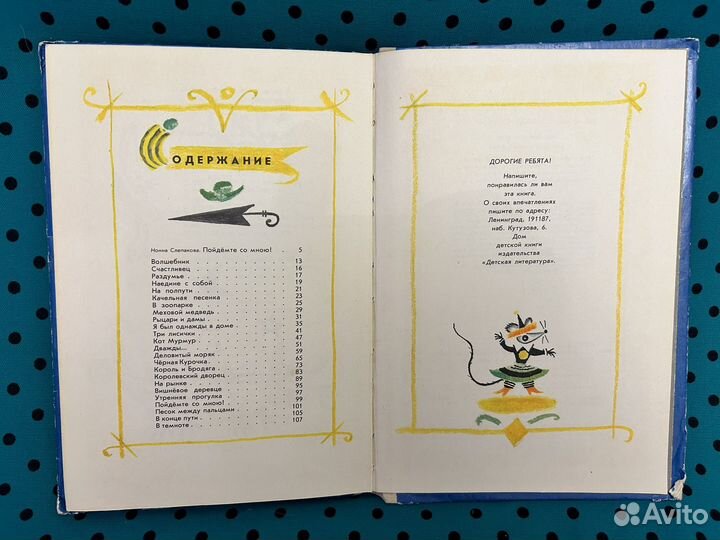 СОДЕРЖАНИЕ
Нонна Слепакова. Пойдёмте со мною! . 5
Волшебник . . . . . . . . . 13
Счастливец . . . . . . . . . 16
Раздумье . . . . . . . . . 17
Наедине с собой . . . . . . . 19
На полпути . . . . . . . . . 21
Качельная песенка . . . . . . 23
В зоопарке . . . . . . . . . 25
Меховой медведь . . . . . . . 29
Рыцари и дамы . . . . . . . . 31
Я был однажды в доме . . . . . 35
Три лисички . . . . . . . . . 41
Кот Мурмур . . . . . . . . . 47
Дважды... . . . . . . . . . 51
Деловитый моряк . . . . . . . 59
Чёрная Курочка . . . . . . . . 65
Король и Бродяга . . . . . . . 73
Королевский дворец . . . . . . 83
На рынке . . . . . . . . . . 89
Вишнёвое деревце . . . . . . . 95
Утренняя прогулка . . . . . . 97
Пойдёмте со мною! . . . . . . 99
Песок между пальцами . . . . . 101
В конце пути . . . . . . . . 105
В темноте . . . . . . . . . 107
ДОРОГИЕ РЕБЯТА!
Напишите,
понравилась ли вам
эта книга.
О своих впечатлениях
пишите по адресу:
Ленинград, 191187,
наб. Кутузова, 6.
Дом
детской книги
издательства
«Детская литература».
Avito